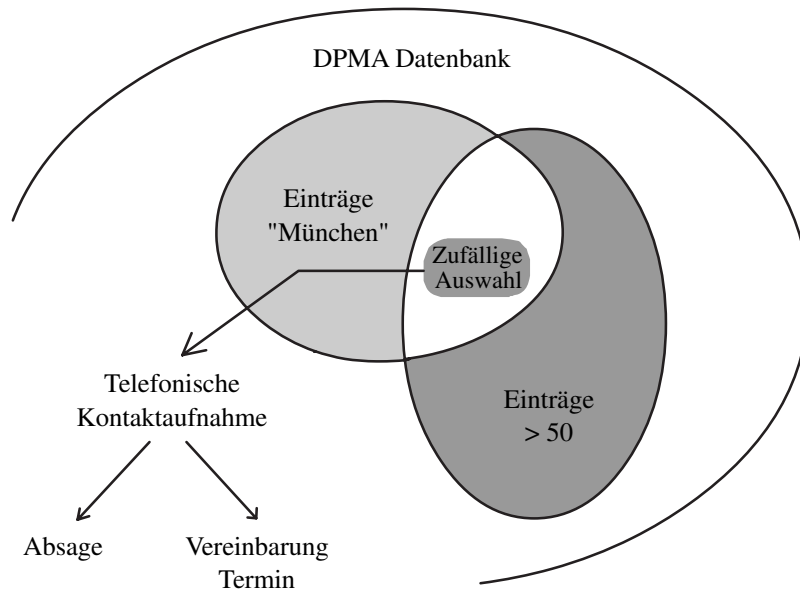 DPMA Datenbank
Einträge
"München"
Zufällige
Auswahl
Telefonische
Kontaktaufnahme
Einträge
> 50
Absage
Vereinbarung
Termin